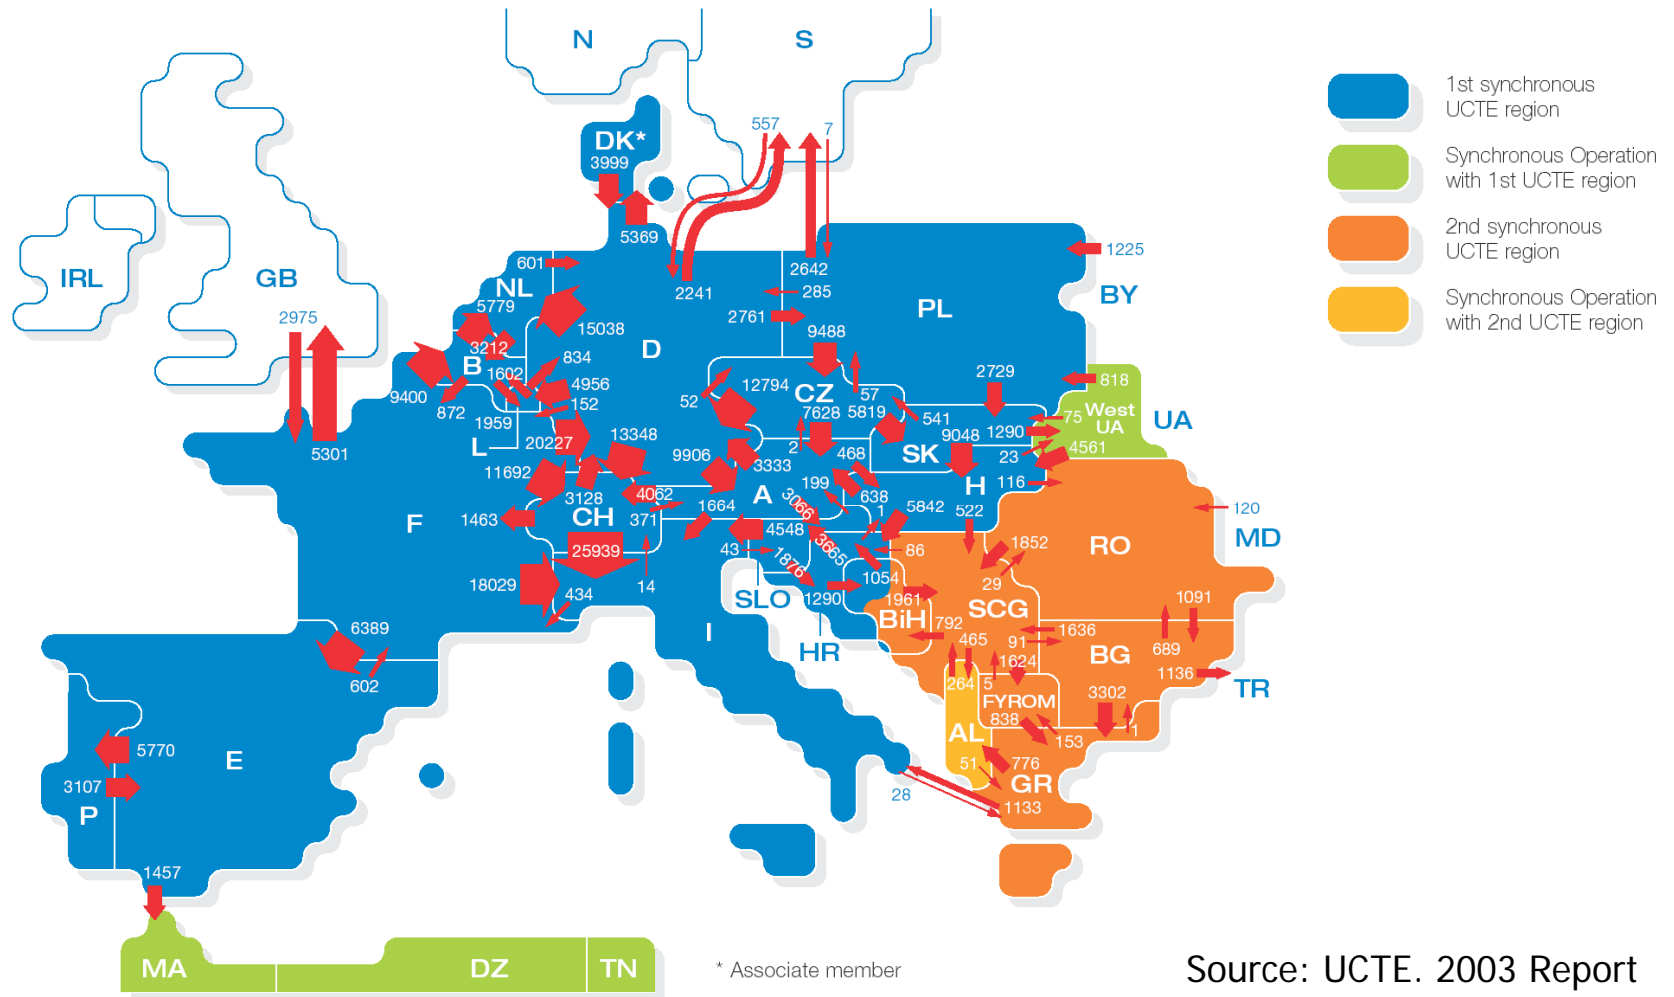 N
S
1st synchronous
UCTE region
557
7
DK*
3999
Synchronous Operation
with 1st UCTE region
5369
2nd synchronous
UCTE region
1225
601
2642
IRL
GB
NL
2241
285
BY
5779
PL
Synchronous Operation
with 2nd UCTE region
2975
15038
2761
9488
D
3212
834
B
1602
4956
12794
CZ
2729
818
9400
872
152
52
57
7628
5819
541
75
West
UA
UA
1959
L
20227
13348
2
9048
1290
4561
11692
9906
3333
468
SK
23
3128
4062
A
199
638
H
116
1463
CH
371
1664
3066
1
5842
522
120
F
25939
4548
3665
86
1852
RO
MD
43
1876
18029
434
14
1054
29
SLO
1290
1961
SCG
1091
BiH
6389
I
792
465
91
1636
HR
BG
689
602
1624
1136
TR
264
5
FYROM
3302
838
AL
153
1
5770
E
51
776
3107
GR
28
1133
P
1457
MA
DZ
TN
* Associate member
Source: UCTE. 2003 Report